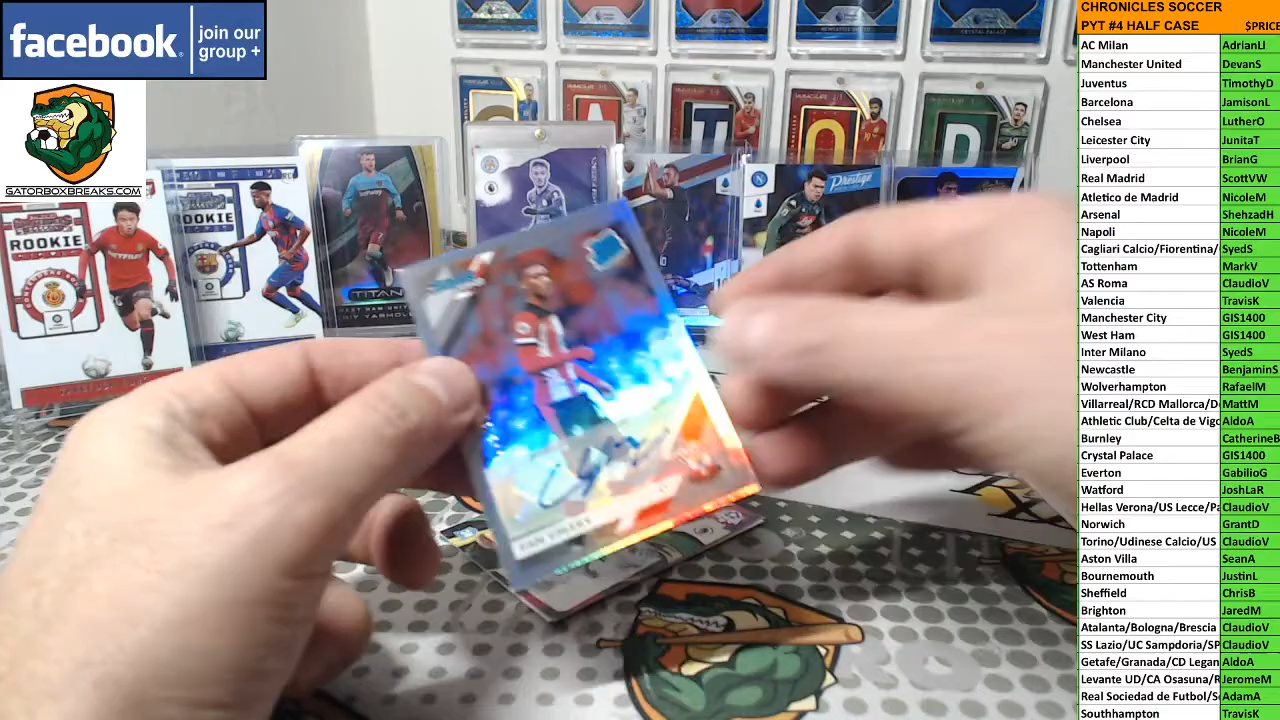 facebook. join our
group +
GATORBOXBREAKS.COM
ROOKIE
ROOKIE
TITAN
Prestige
CHRONICLES SOCCER
PYT #4 HALF CASE $PRICE
AC Milan AdrianLl
Manchester United DevanS
Juventus TimothyD
Barcelona JamisonL
Chelsea LutherO
Leicester City JunitaT
Liverpool BrianG
Real Madrid ScottVW
Atletico de Madrid NicoleM
Arsenal ShehzadH
Napoli NicoleM
Cagliari Calcio/Fiorentina/ SyedS
Tottenham MarkV
AS Roma ClaudioV
Valencia TravisK
Manchester City GIS1400
West Ham GIS1400
Inter Milano SyedS
Newcastle BenjaminS
Wolverhampton RafaelM
Villarreal/RCD Mallorca/D MattM
Athletic Club/Celta de Vigo AldoA
Burnley CatherineB
Crystal Palace GIS1400
Everton GabilioG
Watford JoshLaR
Hellas Verona/US Lecce/Pa ClaudioV
Norwich GrantD
Torino/Udinese Calcio/US ClaudioV
Aston Villa SeanA
Bournemouth JustinL
Sheffield ChrisB
Brighton JaredM
Atalanta/Bologna/Brescia ClaudioV
SS Lazio/UC Sampdoria/SP ClaudioV
Getafe/Granada/CD Legan AldoA
Levante UD/CA Osasuna/R JeromeM
Real Sociedad de Futbol/S AdamA
Southhampton TravisK